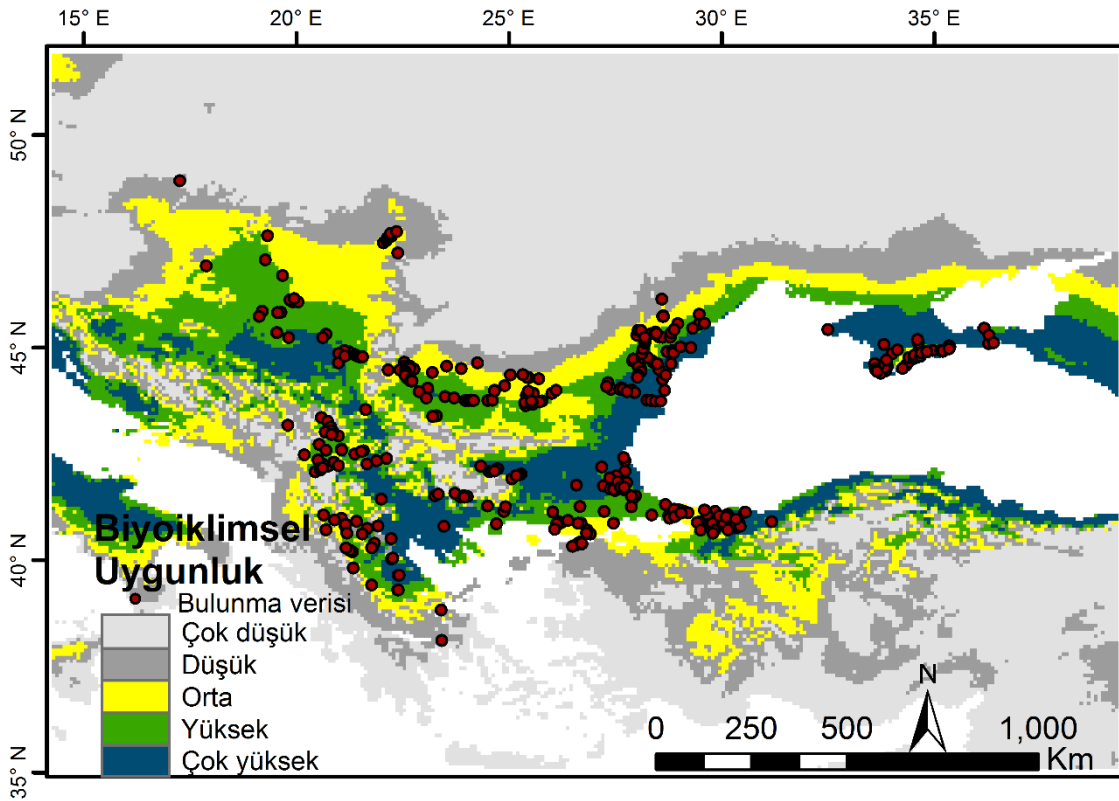 15° E
20° E
25° E
30° E
35° E
50° N
45° N
40° N
35° N
Biyoiklimsel
Uygunluk
Bulunma verisi
Çok düşük
Düşük
Orta
Yüksek
Çok yüksek
N
0 250 500 1,000
Km